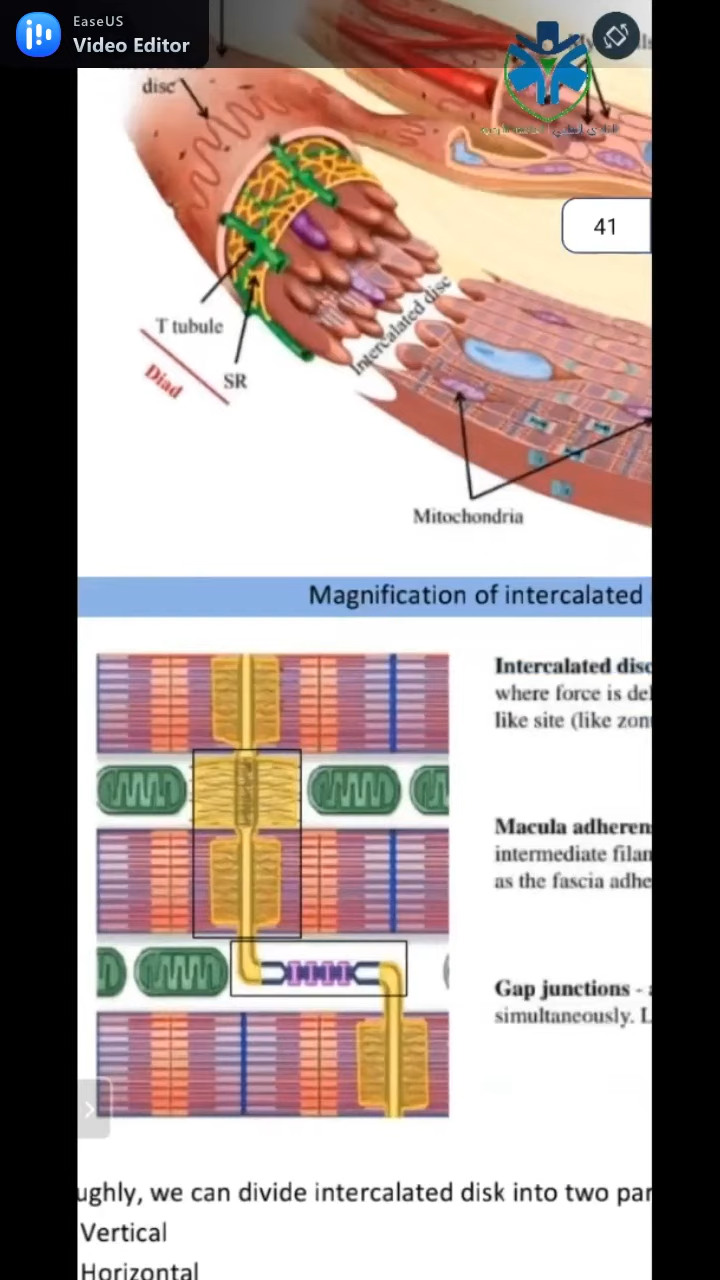 EaseUS
Video Editor
disc
41
T tubule
Intercalated disc
Diad
SR
Mitochondria
Magnification of intercalated
Intercalated disc
where force is del
like site (like zon
Macula adheren
intermediate filan
as the fascia adhe
Gap junctions -
simultaneously. L
ughly, we can divide intercalated disk into two par
Vertical
Horizontal